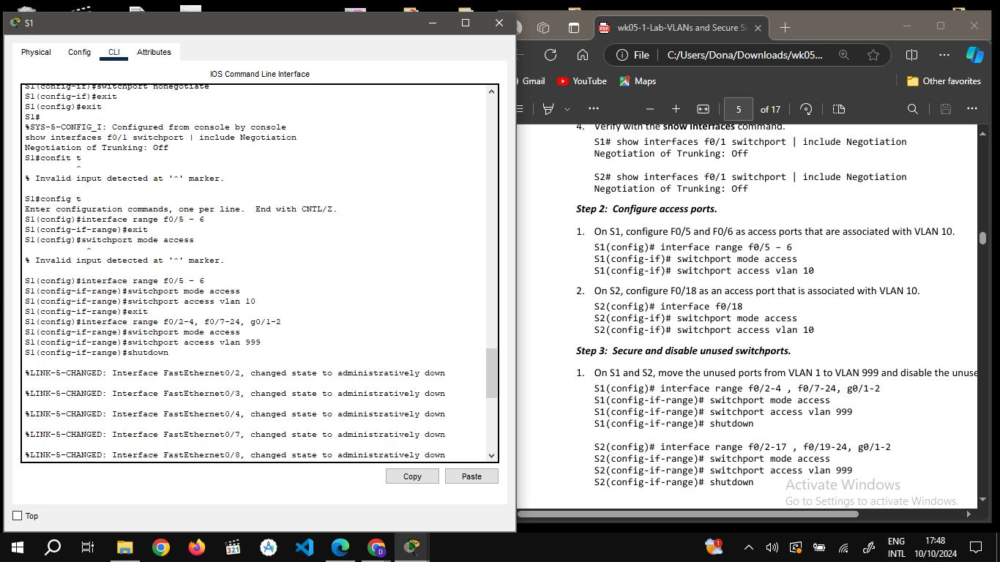 S1
Physical
Config
CLI
Attributes
IOS Command Line Interface
S1(config-if)#switchport nonegotiate
S1(config-if)#exit
S1(config)#exit
S1#
%SYS-5-CONFIG_I: Configured from console by console
show interfaces f0/1 switchport | include Negotiation
Negotiation of Trunking: Off
S1#confit t
^
% Invalid input detected at '^' marker.
S1#config t
Enter configuration commands, one per line.  End with CNTL/Z.
S1(config)#interface range f0/5 - 6
S1(config-if-range)#exit
S1(config)#switchport mode access
^
% Invalid input detected at '^' marker.
S1(config)#interface range f0/5 - 6
S1(config-if-range)#switchport mode access
S1(config-if-range)#switchport access vlan 10
S1(config-if-range)#exit
S1(config)#interface range f0/2-4, f0/7-24, g0/1-2
S1(config-if-range)#switchport mode access
S1(config-if-range)#switchport access vlan 999
S1(config-if-range)#shutdown
%LINK-5-CHANGED: Interface FastEthernet0/2, changed state to administratively down
%LINK-5-CHANGED: Interface FastEthernet0/3, changed state to administratively down
%LINK-5-CHANGED: Interface FastEthernet0/4, changed state to administratively down
%LINK-5-CHANGED: Interface FastEthernet0/7, changed state to administratively down
%LINK-5-CHANGED: Interface FastEthernet0/8, changed state to administratively down
Copy
Paste
Top
wk05-1-Lab-VLANs and Secure S
File
C:/Users/Dona/Downloads/wk05...
Gmail
YouTube
Maps
Other favorites
5
of 17
4. Verify with the show interfaces command.
S1# show interfaces f0/1 switchport | include Negotiation
Negotiation of Trunking: Off
S2# show interfaces f0/1 switchport | include Negotiation
Negotiation of Trunking: Off
Step 2: Configure access ports.
1. On S1, configure F0/5 and F0/6 as access ports that are associated with VLAN 10.
S1(config)# interface range f0/5 – 6
S1(config-if)# switchport mode access
S1(config-if)# switchport access vlan 10
2. On S2, configure F0/18 as an access port that is associated with VLAN 10.
S2(config)# interface f0/18
S2(config-if)# switchport mode access
S2(config-if)# switchport access vlan 10
Step 3: Secure and disable unused switchports.
1. On S1 and S2, move the unused ports from VLAN 1 to VLAN 999 and disable the unuse
S1(config)# interface range f0/2-4 , f0/7-24, g0/1-2
S1(config-if-range)# switchport mode access
S1(config-if-range)# switchport access vlan 999
S1(config-if-range)# shutdown
S2(config)# interface range f0/2-17 , f0/19-24, g0/1-2
S2(config-if-range)# switchport mode access
S2(config-if-range)# switchport access vlan 999
S2(config-if-range)# shutdown
Activate Windows
Go to Settings to activate Windows.
321
D
1
ENG
INTL
17:48
10/10/2024